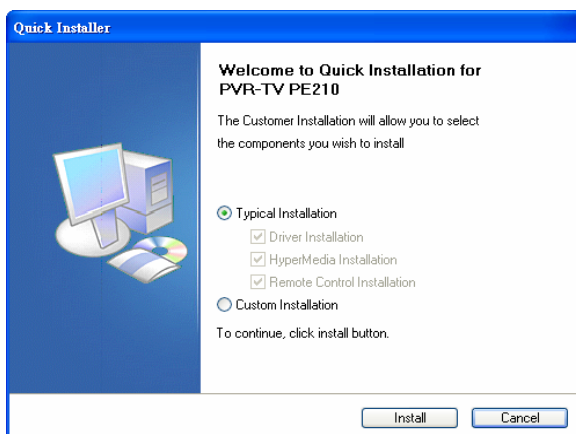 Quick Installer
Welcome to Quick Installation for
PVR-TV PE210
The Customer Installation will allow you to select
the components you wish to install
Typical Installation
Driver Installation
HyperMedia Installation
Remote Control Installation
Custom Installation
To continue, click install button.
Install
Cancel